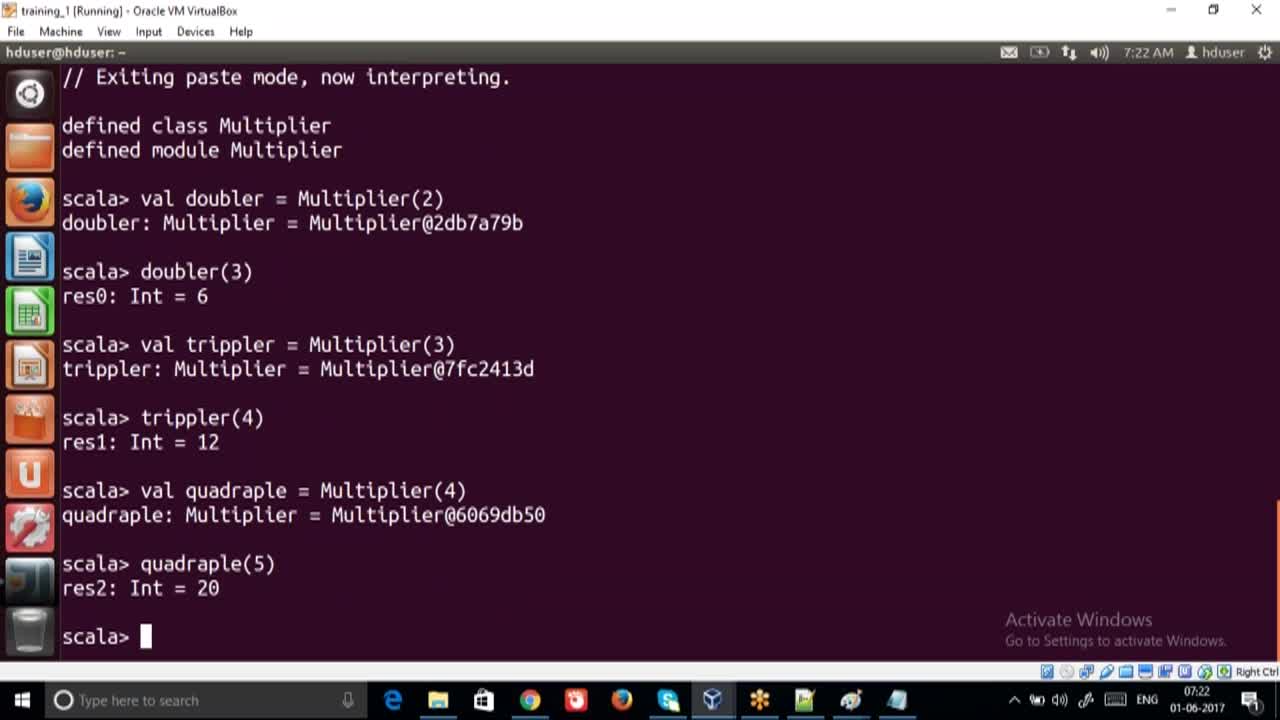 training_1 [Running] - Oracle VM VirtualBox
File Machine View Input Devices Help
hduser@hduser: ~
7:22 AM hduser
// Exiting paste mode, now interpreting.
defined class Multiplier
defined module Multiplier
scala> val doubler = Multiplier(2)
doubler: Multiplier = Multiplier@2db7a79b
scala> doubler(3)
res0: Int = 6
scala> val trippler = Multiplier(3)
trippler: Multiplier = Multiplier@7fc2413d
scala> trippler(4)
res1: Int = 12
scala> val quadraple = Multiplier(4)
quadraple: Multiplier = Multiplier@6069db50
scala> quadraple(5)
res2: Int = 20
scala>
Activate Windows
Go to Settings to activate Windows.
Right Ctrl
Type here to search
ENG
07:22
01-06-2017